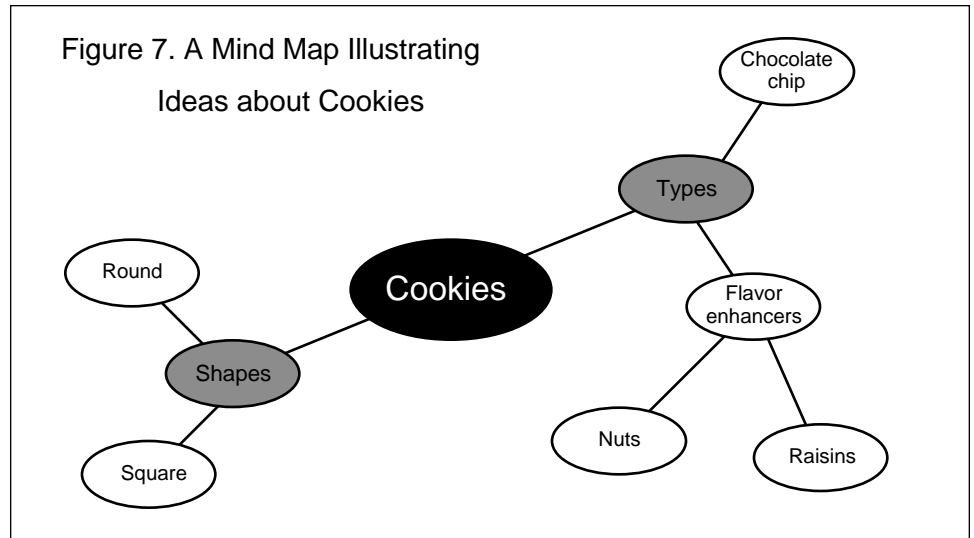 Figure 7. A Mind Map Illustrating
Ideas about Cookies
Chocolate
chip
Types
Round
Cookies
Flavor
enhancers
Shapes
Nuts
Raisins
Square